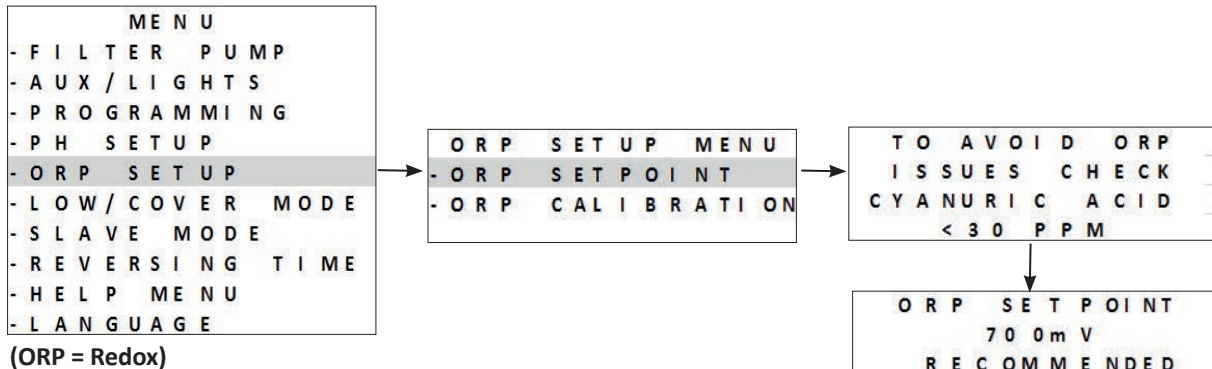 MENU
- FILTER PUMP
- AUX/LIGHTS
- PROGRAMMING
- PH SETUP
- ORP SETUP
- LOW/COVER MODE
- SLAVE MODE
- REVERSING TIME
- HELP MENU
- LANGUAGE
(ORP = Redox)
ORP SETUP MENU
- ORP SETPOINT
- ORP CALIBRATION
TO AVOID ORP
ISSUES CHECK
CYANURIC ACID
<30 PPM
ORP SETPOINT
700mV
RECOMMENDED